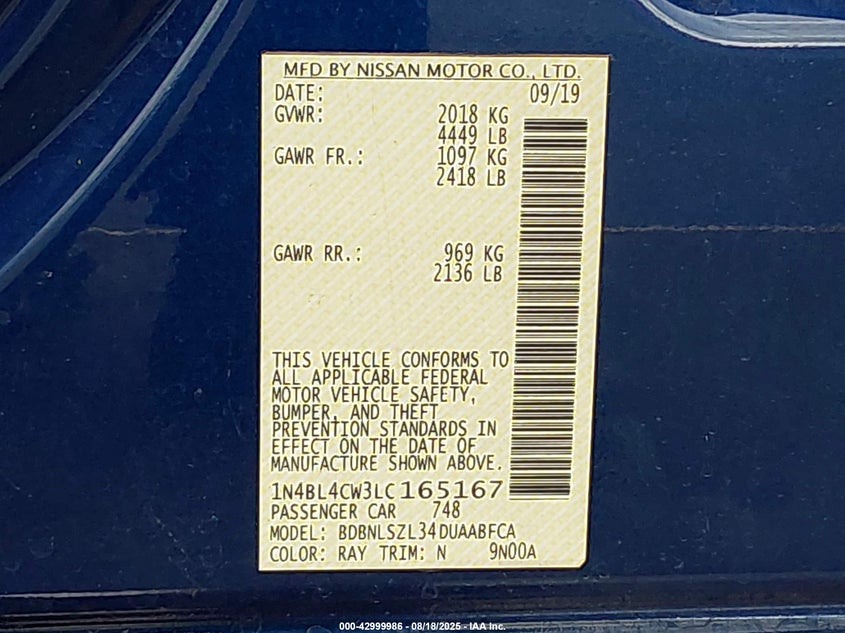 MFD BY NISSAN MOTOR CO., LTD.
DATE: 09/19
GVWR: 2018 KG
4449 LB
GAWR FR.: 1097 KG
2418 LB
GAWR RR.: 969 KG
2136 LB
THIS VEHICLE CONFORMS TO
ALL APPLICABLE FEDERAL
MOTOR VEHICLE SAFETY,
BUMPER, AND THEFT
PREVENTION STANDARDS IN
EFFECT ON THE DATE OF
MANUFACTURE SHOWN ABOVE.
1N4BL4CW3LC165167
PASSENGER CAR 748
MODEL: BDBNLSZL34DUAABFCA
COLOR: RAY TRIM: N 9N00A
000-42999986 - 08/18/2025 - IAA Inc.